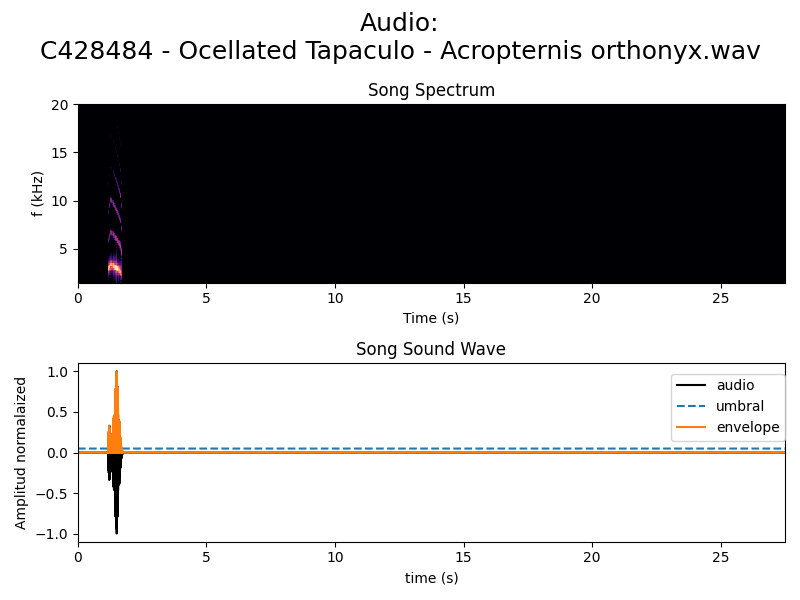 Audio:
C428484 - Ocellated Tapaculo - Acropternis orthonyx.wav
Song Spectrum
20
15
10
5
f (kHz)
0 5 10 15 20 25
Time (s)
Song Sound Wave
1.0
0.5
0.0
−0.5
−1.0
Amplitud normalaized
audio
umbral
envelope
0 5 10 15 20 25
time (s)